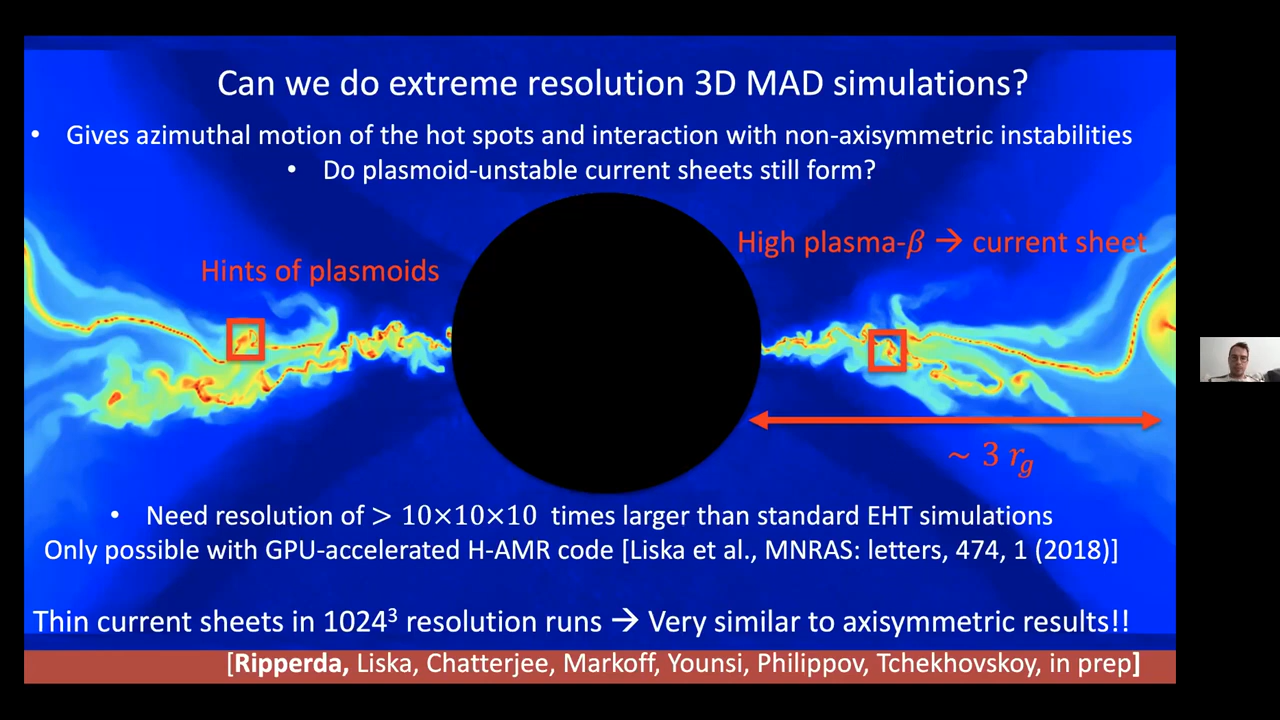 Can we do extreme resolution 3D MAD simulations?
• Gives azimuthal motion of the hot spots and interaction with non-axisymmetric instabilities
• Do plasmoid-unstable current sheets still form?
High plasma-β → current sheet
Hints of plasmoids
~ 3 r_g
• Need resolution of > 10×10×10 times larger than standard EHT simulations
Only possible with GPU-accelerated H-AMR code [Liska et al., MNRAS: letters, 474, 1 (2018)]
Thin current sheets in 1024³ resolution runs → Very similar to axisymmetric results!!
[Ripperda, Liska, Chatterjee, Markoff, Younsi, Philippov, Tchekhovskoy, in prep]